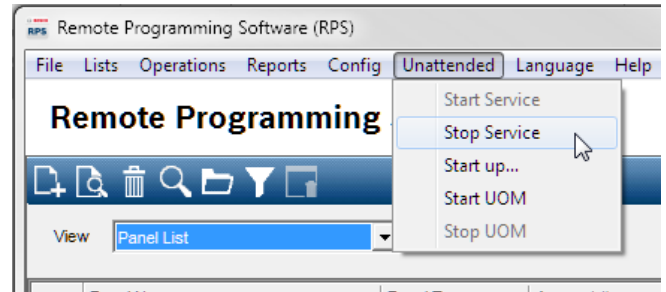 RPS Remote Programming Software (RPS)
File Lists Operations Reports Config Unattended Language Help
Remote Programming
Start Service
Stop Service
Start up...
Start UOM
Stop UOM
View Panel List